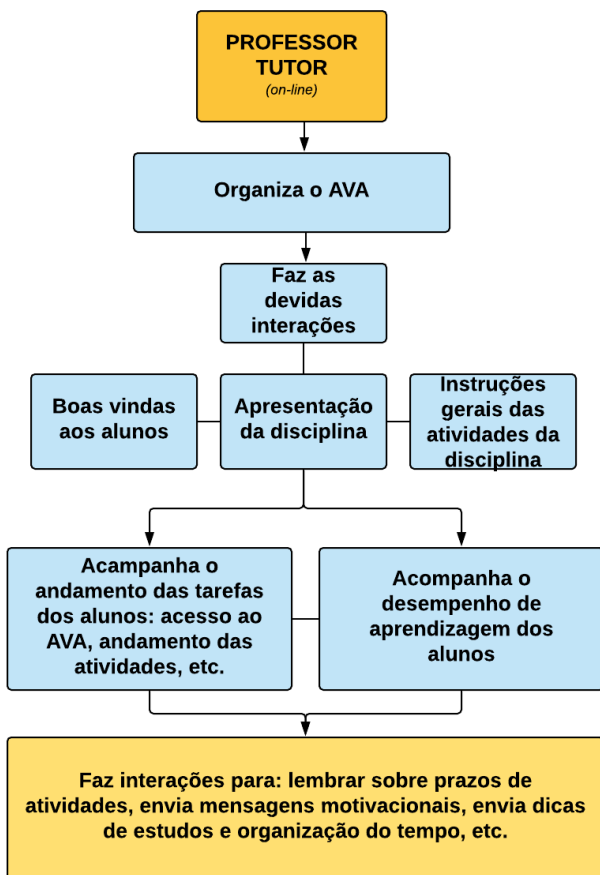 PROFESSOR
TUTOR
(on-line)
Organiza o AVA
Faz as
devidas
interações
Boas vindas
aos alunos
Apresentação
da disciplina
Instruções
gerais das
atividades da
disciplina
Acampanha o
andamento das tarefas
dos alunos: acesso ao
AVA, andamento das
atividades, etc.
Acompanha o
desempenho de
aprendizagem dos
alunos
Faz interações para: lembrar sobre prazos de
atividades, envia mensagens motivacionais, envia dicas
de estudos e organização do tempo, etc.